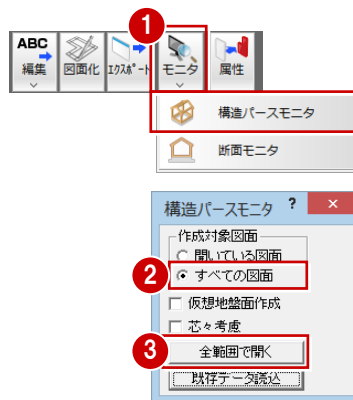 1
ABC
編集 図面化 ｴｸｽﾎﾟｰﾄ モニタ 属性
構造パースモニタ
断面モニタ
構造パースモニタ ? ×
作成対象図面
開いている図面
2 すべての図面
仮想地盤面作成
芯々考慮
3 全範囲で開く
既存データ読込